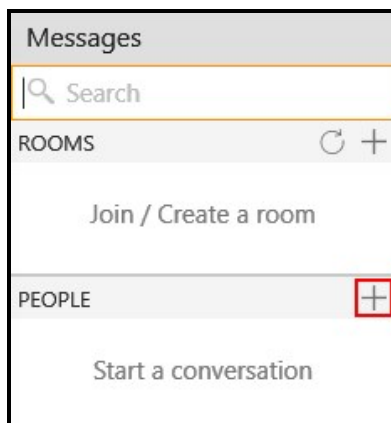 Messages
Search
ROOMS
Join / Create a room
PEOPLE
Start a conversation